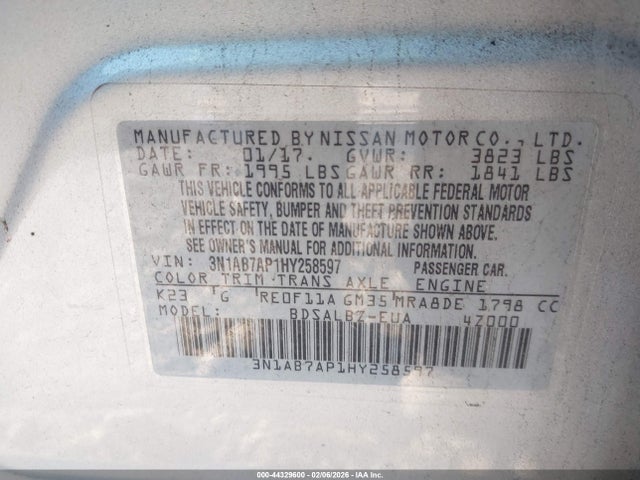 MANUFACTURED BY NISSAN MOTOR CO., LTD.
DATE: 01/17. GVWR: 3823 LBS
GAWR FR: 1995 LBS GAWR RR: 1841 LBS
THIS VEHICLE CONFORMS TO ALL APPLICABLE FEDERAL MOTOR
VEHICLE SAFETY, BUMPER AND THEFT PREVENTION STANDARDS
IN EFFECT ON THE DATE OF MANUFACTURE SHOWN ABOVE.
SEE OWNER'S MANUAL FOR ADDITIONAL INFORMATION.
VIN: 3N1AB7AP1HY258597 PASSENGER CAR.
COLOR TRIM TRANS AXLE ENGINE
K23 G RE0F11A GM35 MRA8DE 1798 CC
MODEL: BDSALBZ-EUA 4Z000
3N1AB7AP1HY258597
000-44329600 - 02/06/2026 - IAA Inc.